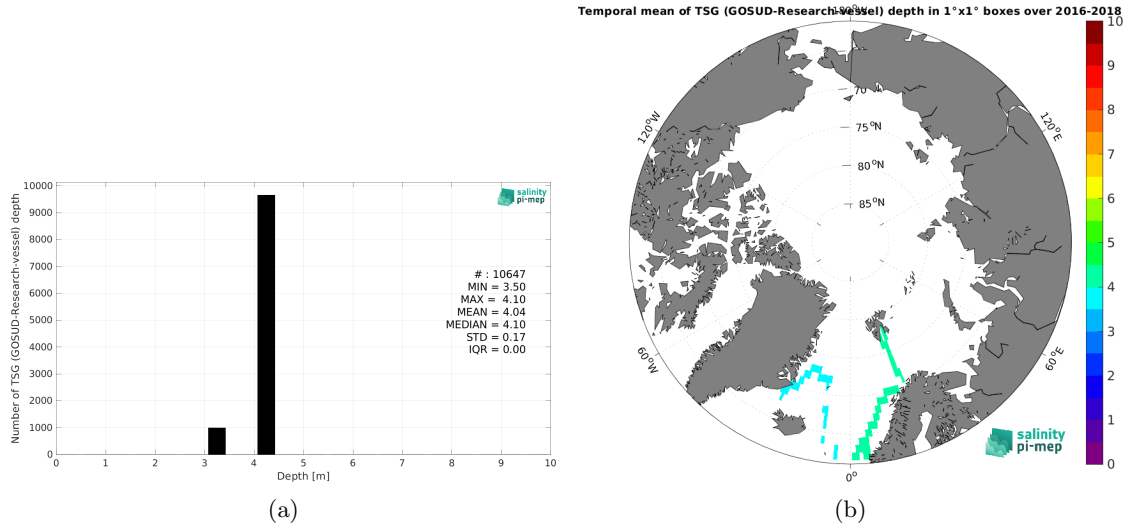 Temporal mean of TSG (GOSUD-Research-vessel) depth in 1°x1° boxes over 2016-2018
Number of TSG (GOSUD-Research-vessel) depth
10000
9000
8000
7000
6000
5000
4000
3000
2000
1000
0
0 1 2 3 4 5 6 7 8 9 10
Depth [m]
salinity
pi-mep
# : 10647
MIN = 3.50
MAX = 4.10
MEAN = 4.04
MEDIAN = 4.10
STD = 0.17
IQR = 0.00
(a)
180°W
120°W
120°E
60°W
60°E
0°
70
75°N
80°N
85°N
salinity
pi-mep
10
9
8
7
6
5
4
3
2
1
0
(b)